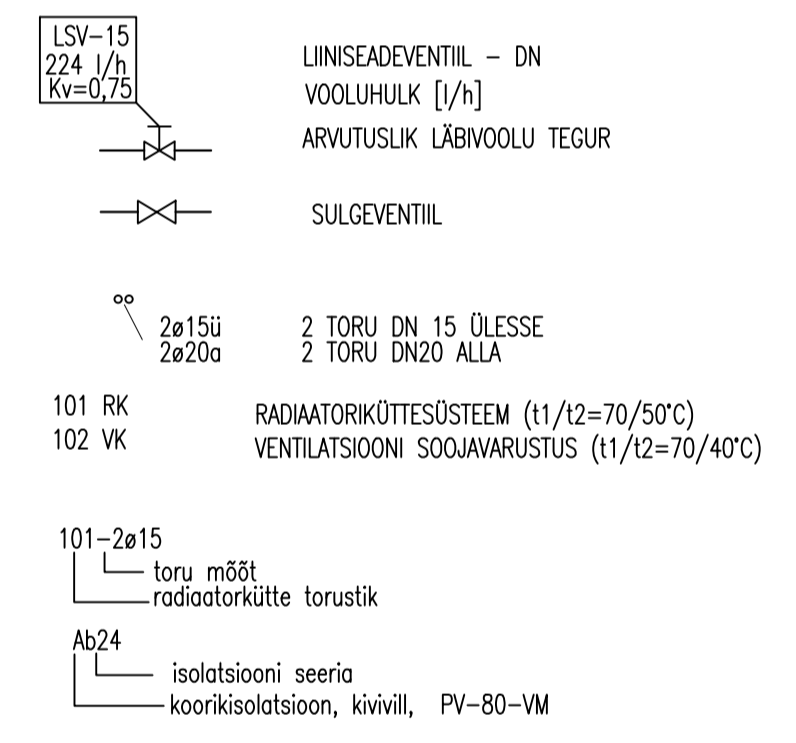 LSV-15
224 l/h
Kv=0,75
LIINISEADEVENTIIL - DN
VOOLUHULK [l/h]
ARVUTUSLIK LÄBIVOOLU TEGUR
SULGEVENTIIL
2ø15ü 2 TORU DN 15 ÜLESSE
2ø20a 2 TORU DN20 ALLA
101 RK RADIAATORIKÜTTESÜSTEEM (t1/t2=70/50°C)
102 VK VENTILATSIOONI SOOJAVARUSTUS (t1/t2=70/40°C)
101-2ø15
toru mõõt
radiaatorkütte torustik
Ab24
isolatsiooni seeria
koorikisolatsioon, kivivill, PV-80-VM